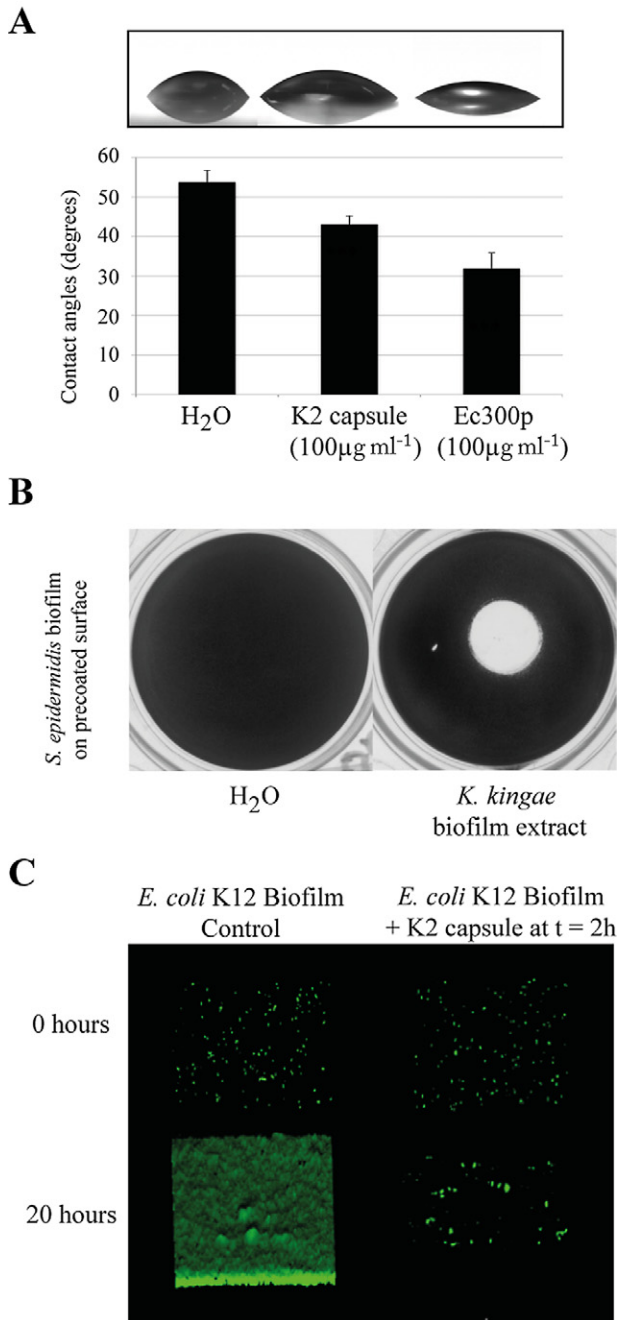 A
Contact angles (degrees)
60
50
40
30
20
10
0
H2O
K2 capsule
(100μg ml-1)
Ec300p
(100μg ml-1)
B
S. epidermidis biofilm
on precoated surface
H2O
K. kingae
biofilm extract
C
E. coli K12 Biofilm
Control
E. coli K12 Biofilm
+ K2 capsule at t = 2h
0 hours
20 hours